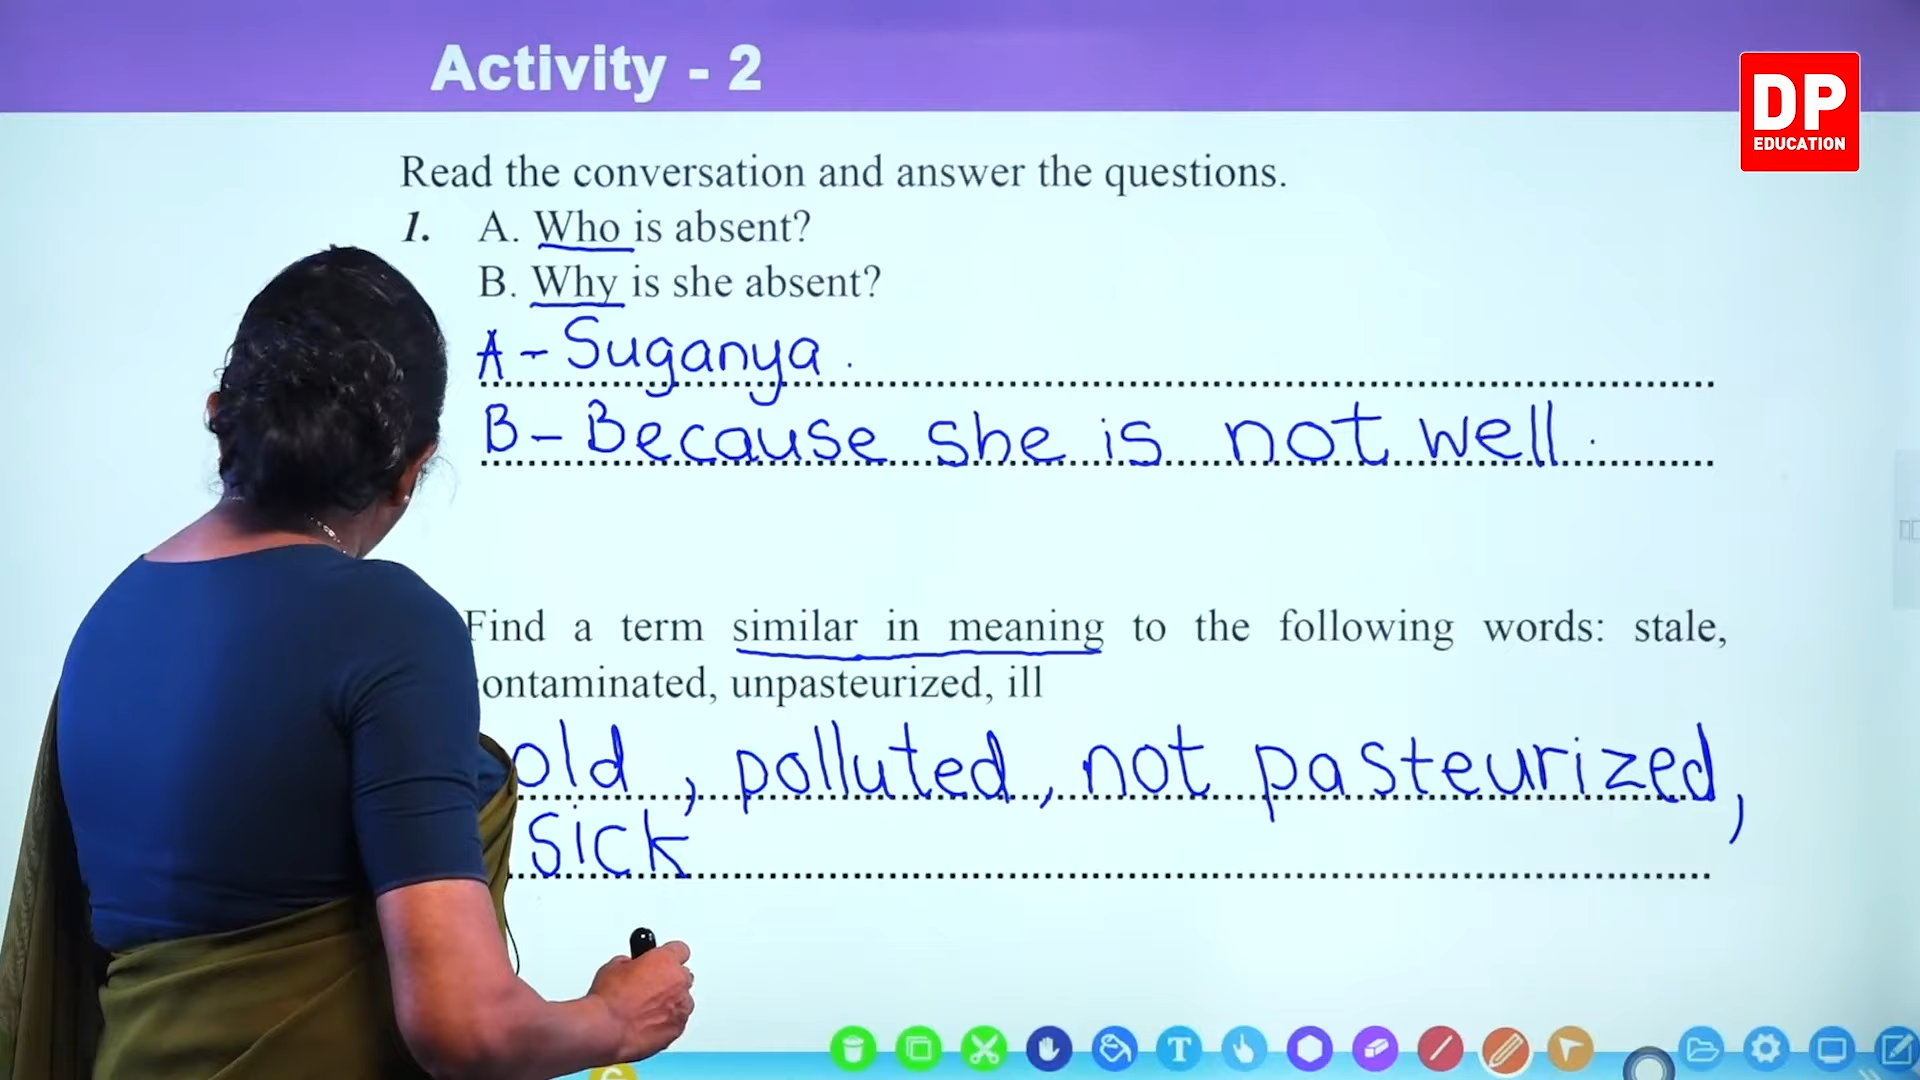 Activity - 2
DP
EDUCATION
Read the conversation and answer the questions.
1. A. Who is absent?
B. Why is she absent?
A - Suganya.
B - Because she is not well.
Find a term similar in meaning to the following words: stale,
ontaminated, unpasteurized, ill
old, polluted, not pasteurized,
sick
T